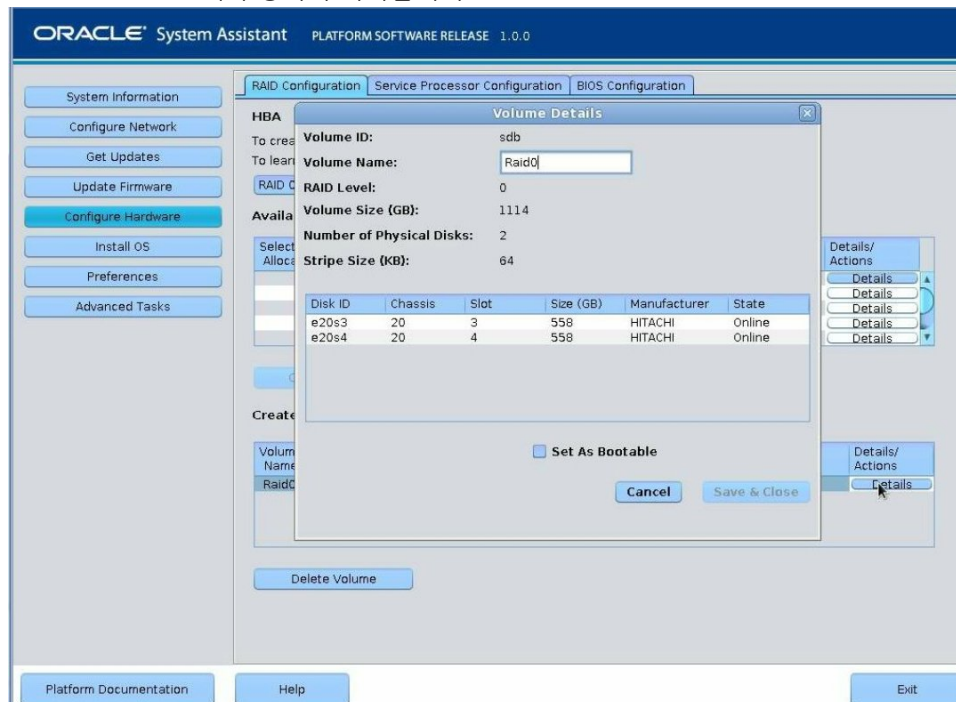 ORACLE System Assistant PLATFORM SOFTWARE RELEASE 1.0.0
System Information
Configure Network
Get Updates
Update Firmware
Configure Hardware
Install OS
Preferences
Advanced Tasks
RAID Configuration Service Processor Configuration BIOS Configuration
HBA
To crea
To learn
RAID C
Availa
Select
Alloca
Details/
Actions
Details
Details
Details
Details
Details
Create
Volum
Name
Raid0
Details/
Actions
Details
Delete Volume
Volume Details
Volume ID: sdb
Volume Name: Raid0
RAID Level: 0
Volume Size (GB): 1114
Number of Physical Disks: 2
Stripe Size (KB): 64
Disk ID Chassis Slot Size (GB) Manufacturer State
e20s3 20 3 558 HITACHI Online
e20s4 20 4 558 HITACHI Online
Set As Bootable
Cancel Save & Close
Platform Documentation Help Exit